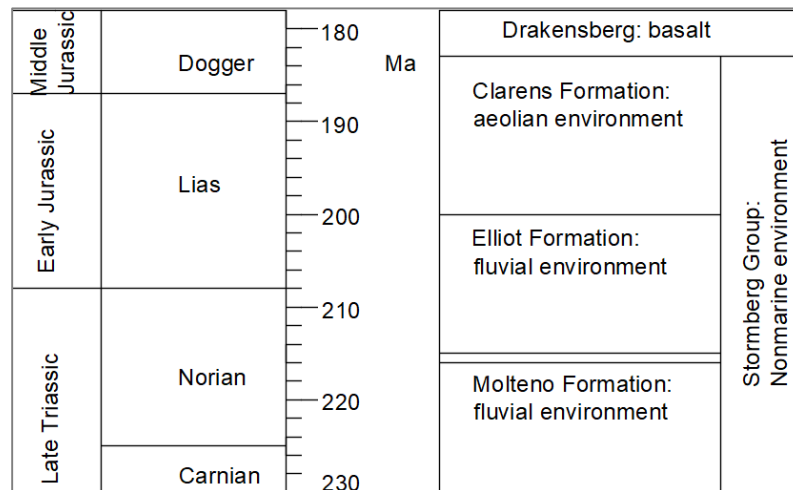 Middle
Jurassic
Dogger
Early Jurassic
Lias
Late Triassic
Norian
Carnian
180
190
200
210
220
230
Ma
Drakensberg: basalt
Clarens Formation:
aeolian environment
Elliot Formation:
fluvial environment
Molteno Formation:
fluvial environment
Stormberg Group:
Nonmarine environment